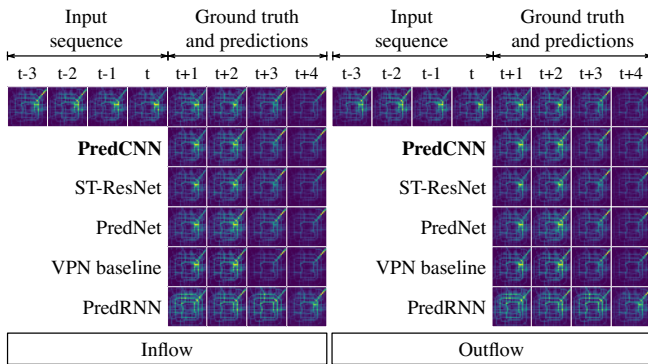 Input sequence Ground truth and predictions Input sequence Ground truth and predictions
t-3 t-2 t-1 t t+1 t+2 t+3 t+4 t-3 t-2 t-1 t t+1 t+2 t+3 t+4
PredCNN PredCNN
ST-ResNet ST-ResNet
PredNet PredNet
VPN baseline VPN baseline
PredRNN PredRNN
Inflow Outflow